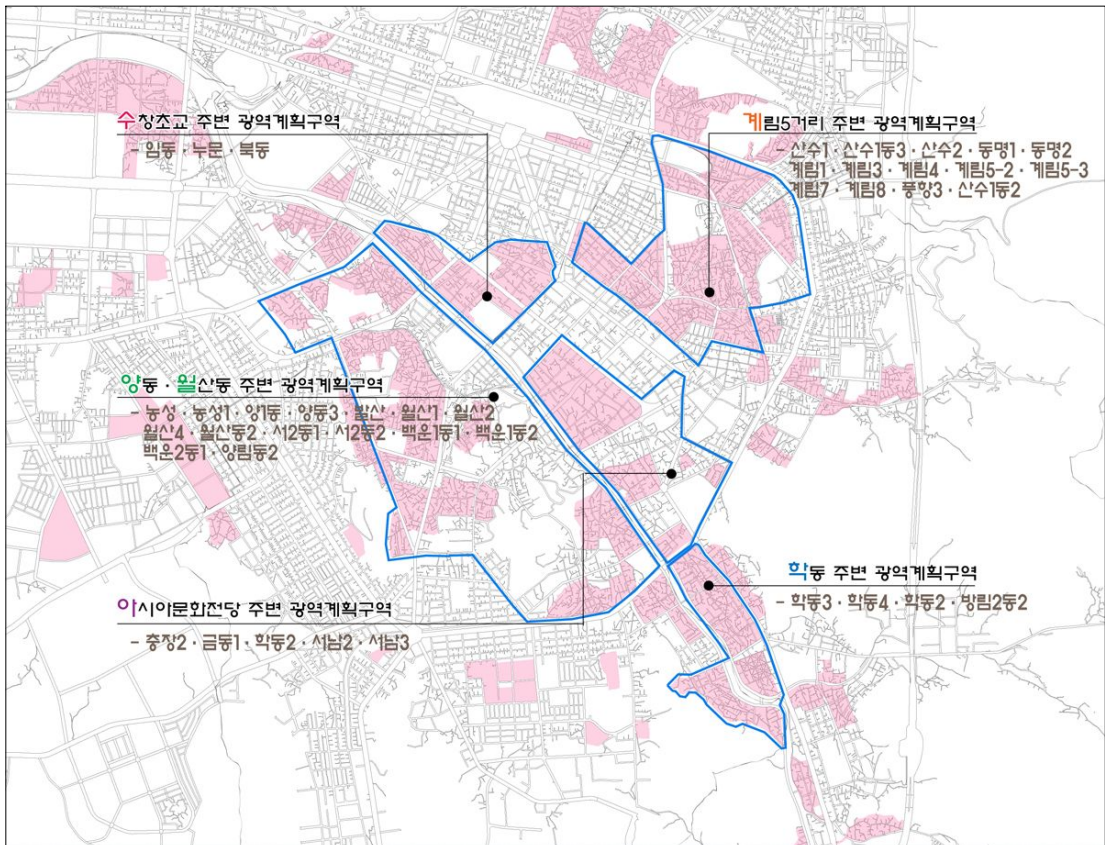 수창초교 주변 광역계획구역
- 임동·누문·북동
계림5거리 주변 광역계획구역
- 산수1·산수1동3·산수2·동명1·동명2
계림1·계림3·계림4·계림5-2·계림5-3
계림7·계림8·풍향3·산수1동2
양동·월산동 주변 광역계획구역
- 농성·농성1·양1동·양동3·발산·월산1·월산2
월산4·월산동2·서2동1·서2동2·백운1동1·백운1동2
백운2동1·양림동2
아시아문화전당 주변 광역계획구역
- 충장2·금동1·학동2·서남2·서남3
학동 주변 광역계획구역
- 학동3·학동4·학동2·방림2동2